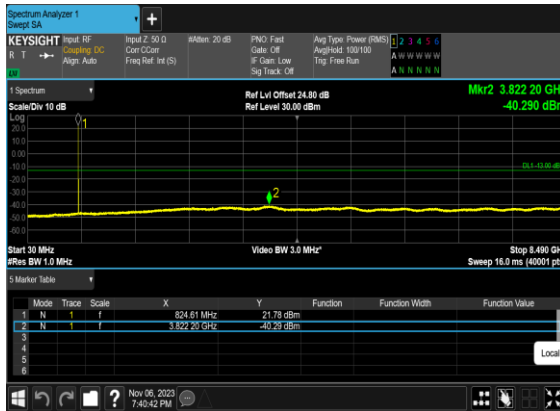 Spectrum Analyzer 1
Swept SA
+
KEYSIGHT
R T
Input: RF
Coupling: DC
Align: Auto
Input Z: 50 Ω
Corr CCorr
Freq Ref: Int (S)
#Atten: 20 dB
PNO: Fast
Gate: Off
IF Gain: Low
Sig Track: Off
Avg Type: Power (RMS)
Avg|Hold: 100/100
Trig: Free Run
1 2 3 4 5 6
A W W W W W
A N N N N N
1 Spectrum
Scale/Div 10 dB
Ref Lvl Offset 24.80 dB
Ref Level 30.00 dBm
Mkr2 3.822 20 GH
-40.290 dBr
Log
20.0
10.0
0.00
-10.0
-20.0
-30.0
-40.0
-50.0
-60.0
1
2
DL1 -13.00 dB
Start 30 MHz
#Res BW 1.0 MHz
Video BW 3.0 MHz*
Stop 8.490 GH
Sweep 16.0 ms (40001 pt
5 Marker Table
Mode Trace Scale X Y Function Function Width Function Value
1 N 1 f 824.61 MHz 21.78 dBm
2 N 1 f 3.822 20 GHz -40.29 dBm
3
4
5
6
Local
?
Nov 06, 2023
7:40:42 PM